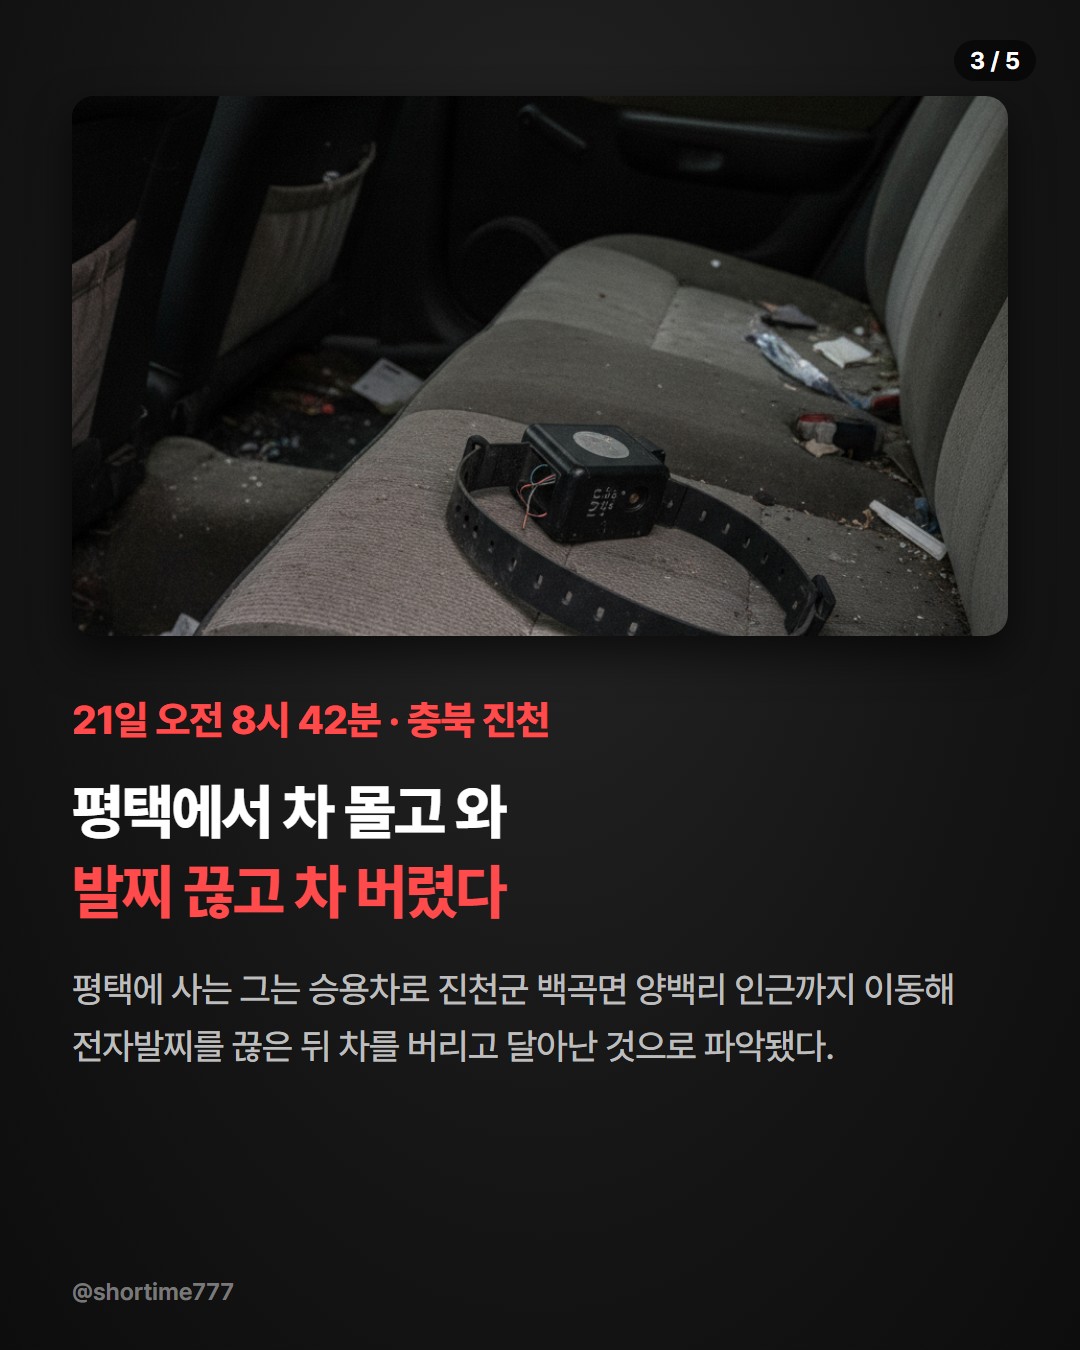 3 / 5
21일 오전 8시 42분 · 충북 진천
평택에서 차 몰고 와
발찌 끊고 차 버렸다
평택에 사는 그는 승용차로 진천군 백곡면 양백리 인근까지 이동해
전자발찌를 끊은 뒤 차를 버리고 달아난 것으로 파악됐다.
@shortime777